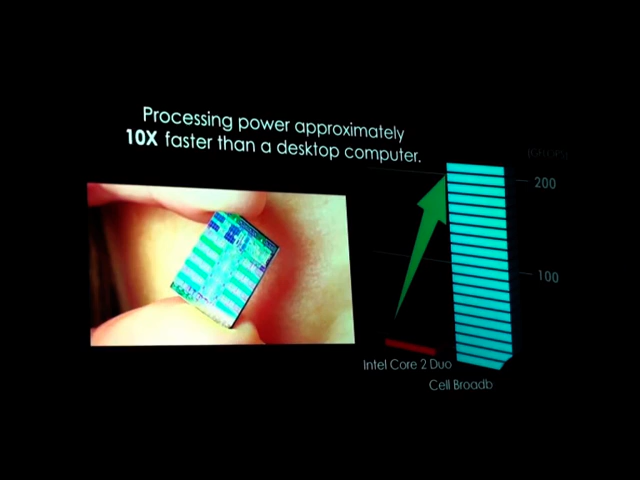 Processing power approximately
10X faster than a desktop computer.
200
100
Intel Core 2 Duo
Cell Broadb